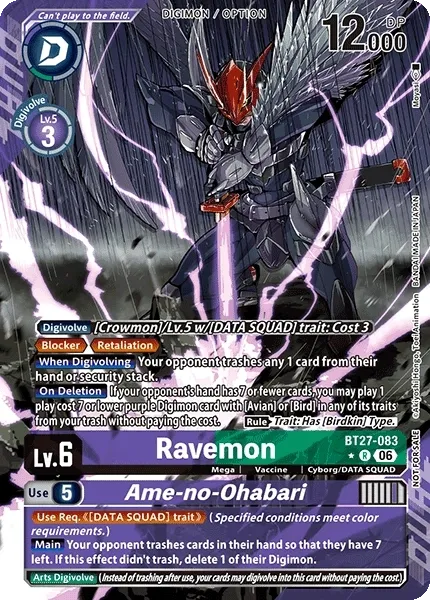 Can't play to the field.
DIGIMON / OPTION
12000
DP
D
Digivolve
Lv.5
3
BANDAI MADE IN JAPAN
©Akiyoshi Hongo, Toei Animation
NOT FOR SALE
Digivolve [Crowmon]/Lv.5 w/[DATA SQUAD] trait: Cost 3
Blocker Retaliation
When Digivolving Your opponent trashes any 1 card from their
hand or security stack.
On Deletion If your opponent's hand has 7 or fewer cards, you may play 1
play cost 7 or lower purple Digimon card with [Avian] or [Bird] in any of its traits
from your trash without paying the cost. Rule Trait: Has [Birdkin] Type.
Lv.6
Ravemon
BT27-083
R 06
Mega Vaccine Cyborg/DATA SQUAD
Use 5
Ame-no-Ohabari
Use Req.《[DATA SQUAD] trait》 (Specified conditions meet color
requirements.)
Main Your opponent trashes cards in their hand so that they have 7
left. If this effect didn't trash, delete 1 of their Digimon.
Arts Digivolve (Instead of trashing after use, your cards may digivolve into this card without paying the cost.)